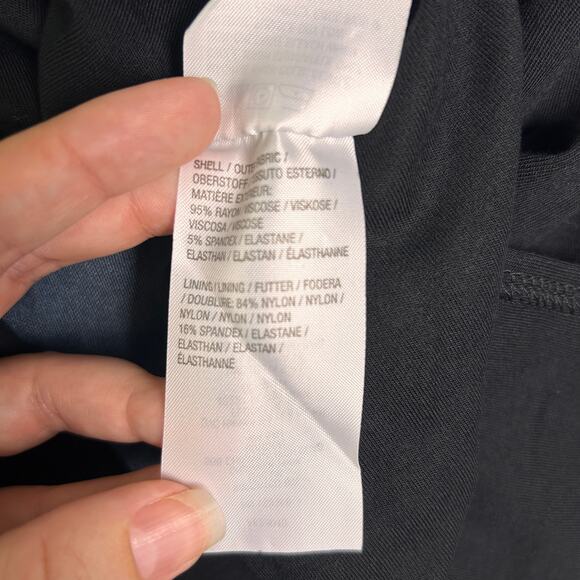 SHELL / OUTER FABRIC /
OBERSTOFF / TESSUTO ESTERNO /
MATIÈRE EXTÉRIEUR:
95% RAYON / VISCOSE / VISKOSE /
VISCOSA / VISCOSE
5% SPANDEX / ELASTANE /
ELASTHAN / ELASTAN / ÉLASTHANNE
LINING / LINING / FUTTER / FODERA
/ DOUBLURE: 84% NYLON / NYLON /
NYLON / NYLON / NYLON
16% SPANDEX / ELASTANE /
ELASTHAN / ELASTAN /
ÉLASTHANNE